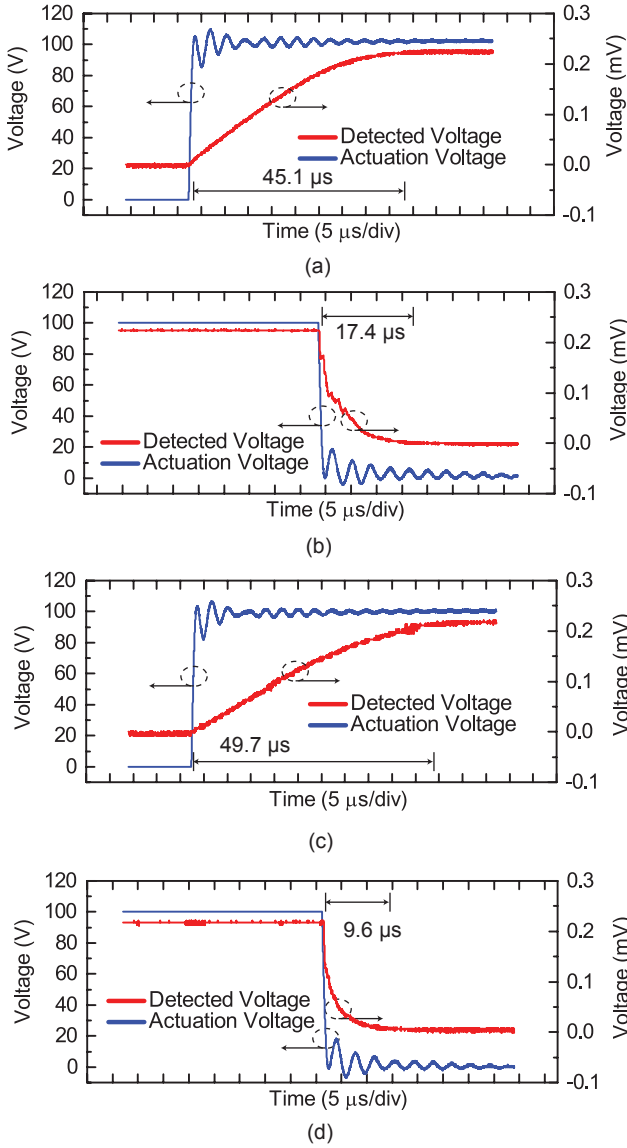 120
100
80
60
40
20
0
Voltage (V)
0.3
0.2
0.1
0.0
-0.1
Voltage (mV)
Detected Voltage
Actuation Voltage
45.1 µs
Time (5 µs/div)
(a)
120
100
80
60
40
20
0
Voltage (V)
0.3
0.2
0.1
0.0
-0.1
Voltage (mV)
17.4 µs
Detected Voltage
Actuation Voltage
Time (5 µs/div)
(b)
120
100
80
60
40
20
0
Voltage (V)
0.3
0.2
0.1
0.0
-0.1
Voltage (mV)
Detected Voltage
Actuation Voltage
49.7 µs
Time (5 µs/div)
(c)
120
100
80
60
40
20
0
Voltage (V)
0.3
0.2
0.1
0.0
-0.1
Voltage (mV)
9.6 µs
Detected Voltage
Actuation Voltage
Time (5 µs/div)
(d)